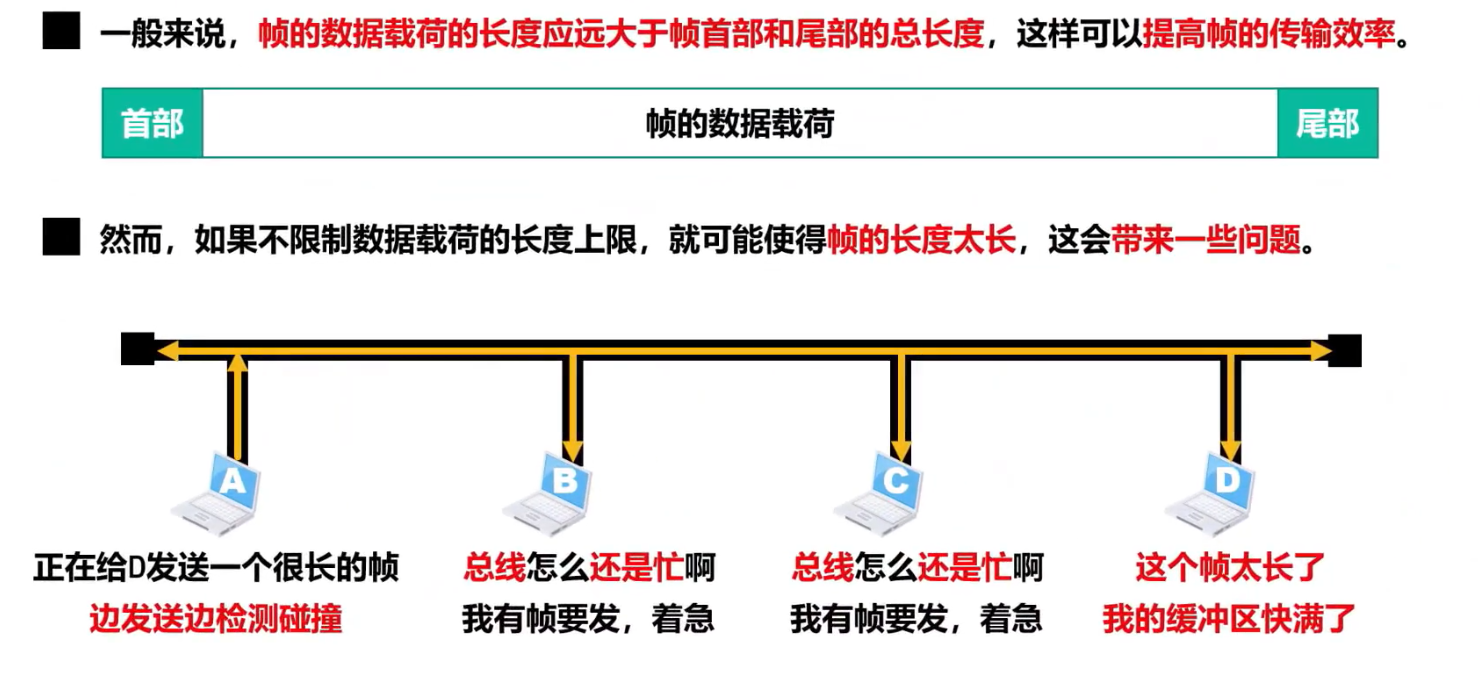 一般来说，帧的数据载荷的长度应远大于帧首部和尾部的总长度，这样可以提高帧的传输效率。
首部 帧的数据载荷 尾部
然而，如果不限制数据载荷的长度上限，就可能使得帧的长度太长，这会带来一些问题。
A B C D
正在给D发送一个很长的帧
边发送边检测碰撞
总线怎么还是忙啊
我有帧要发，着急
总线怎么还是忙啊
我有帧要发，着急
这个帧太长了
我的缓冲区快满了